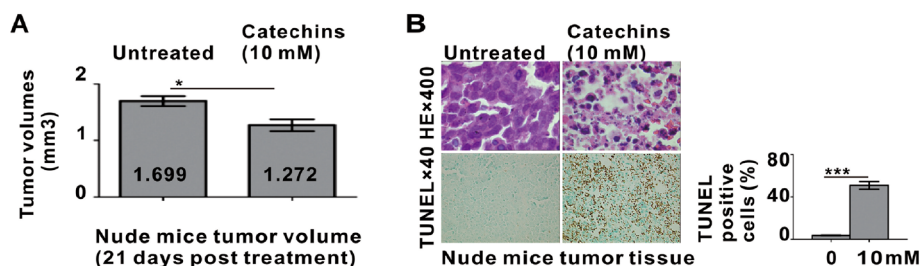 A
Untreated
Catechins
(10 mM)
Tumor volumes
(mm3)
2
1
0
*
1.699
1.272
Nude mice tumor volume
(21 days post treatment)
B
Untreated
Catechins
(10 mM)
TUNEL×40 HE×400
Nude mice tumor tissue
TUNEL
positive
cells (%)
80
40
0
***
0
10mM